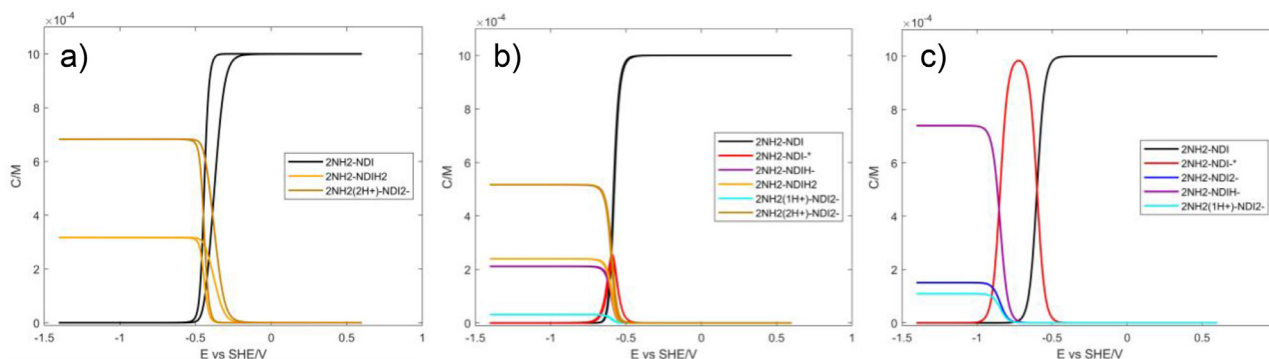 ×10⁻⁴
a)
10
8
6
4
2
0
C/M
2NH2-NDI
2NH2-NDIH2
2NH2(2H+)-NDI2-
-1.5 -1 -0.5 0 0.5 1
E vs SHE/V
×10⁻⁴
b)
10
8
6
4
2
0
C/M
2NH2-NDI
2NH2-NDI-*
2NH2-NDIH-
2NH2-NDIH2
2NH2(1H+)-NDI2-
2NH2(2H+)-NDI2-
-1.5 -1 -0.5 0 0.5 1
E vs SHE/V
×10⁻⁴
c)
10
8
6
4
2
0
C/M
2NH2-NDI
2NH2-NDI-*
2NH2-NDI2-
2NH2-NDIH-
2NH2(1H+)-NDI2-
-1.5 -1 -0.5 0 0.5
E vs SHE/V